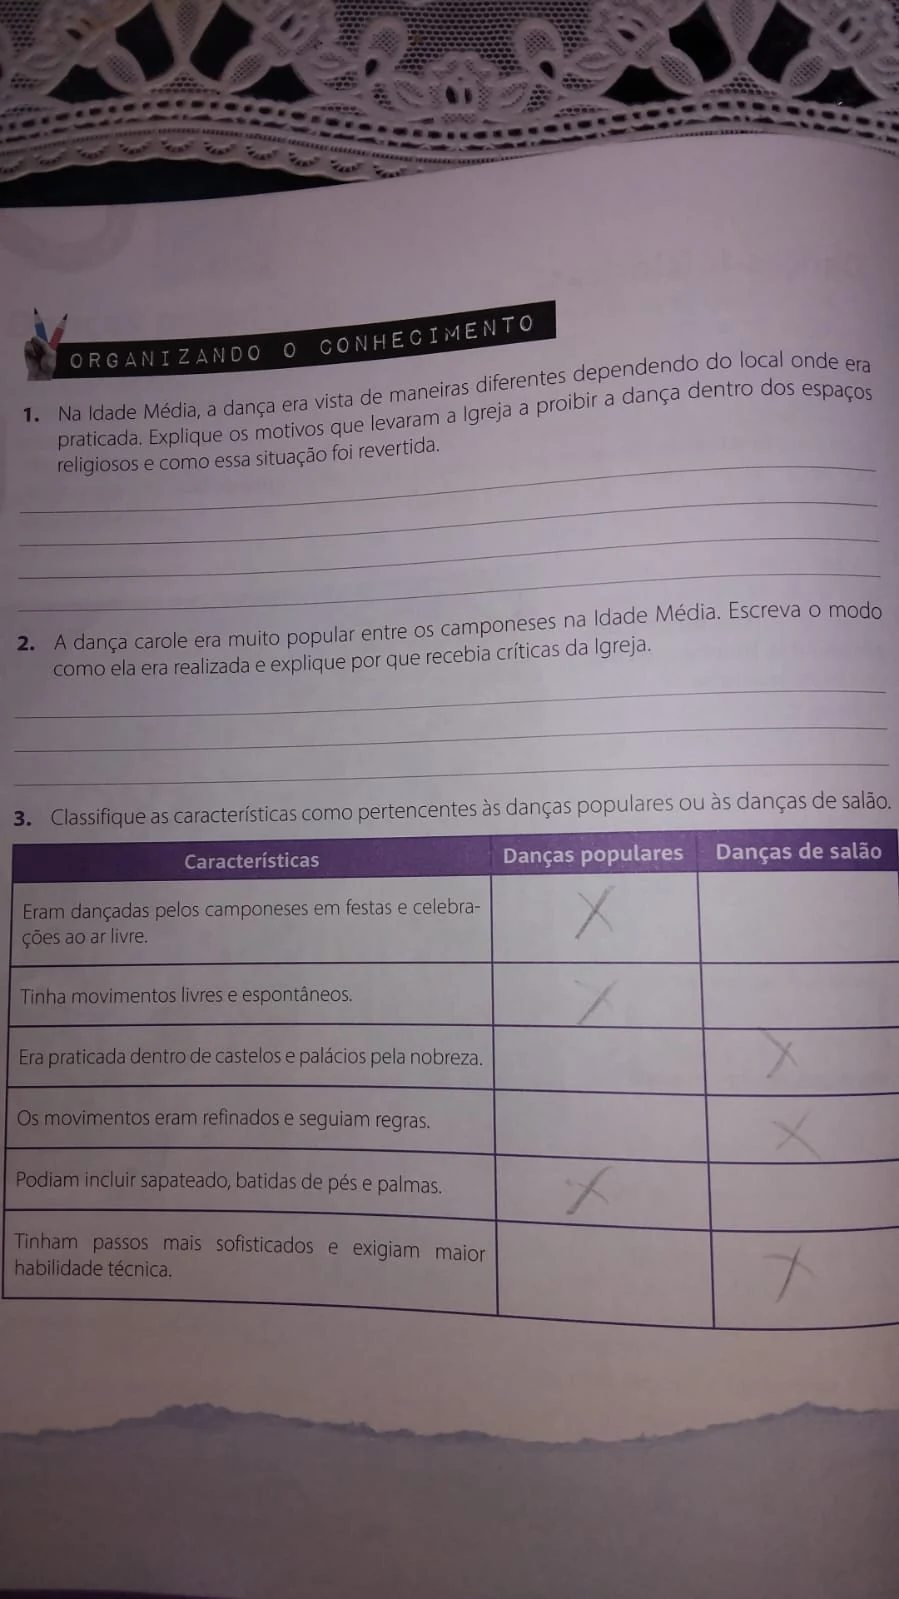 ORGANIZANDO O CONHECIMENTO
1. Na Idade Média, a dança era vista de maneiras diferentes dependendo do local onde era
praticada. Explique os motivos que levaram a Igreja a proibir a dança dentro dos espaços
religiosos e como essa situação foi revertida.
2. A dança carole era muito popular entre os camponeses na Idade Média. Escreva o modo
como ela era realizada e explique por que recebia críticas da Igreja.
3. Classifique as características como pertencentes às danças populares ou às danças de salão.
Características Danças populares Danças de salão
Eram dançadas pelos camponeses em festas e celebra- X
ções ao ar livre.
Tinha movimentos livres e espontâneos. X
Era praticada dentro de castelos e palácios pela nobreza. X
Os movimentos eram refinados e seguiam regras. X
Podiam incluir sapateado, batidas de pés e palmas. X
Tinham passos mais sofisticados e exigiam maior X
habilidade técnica.